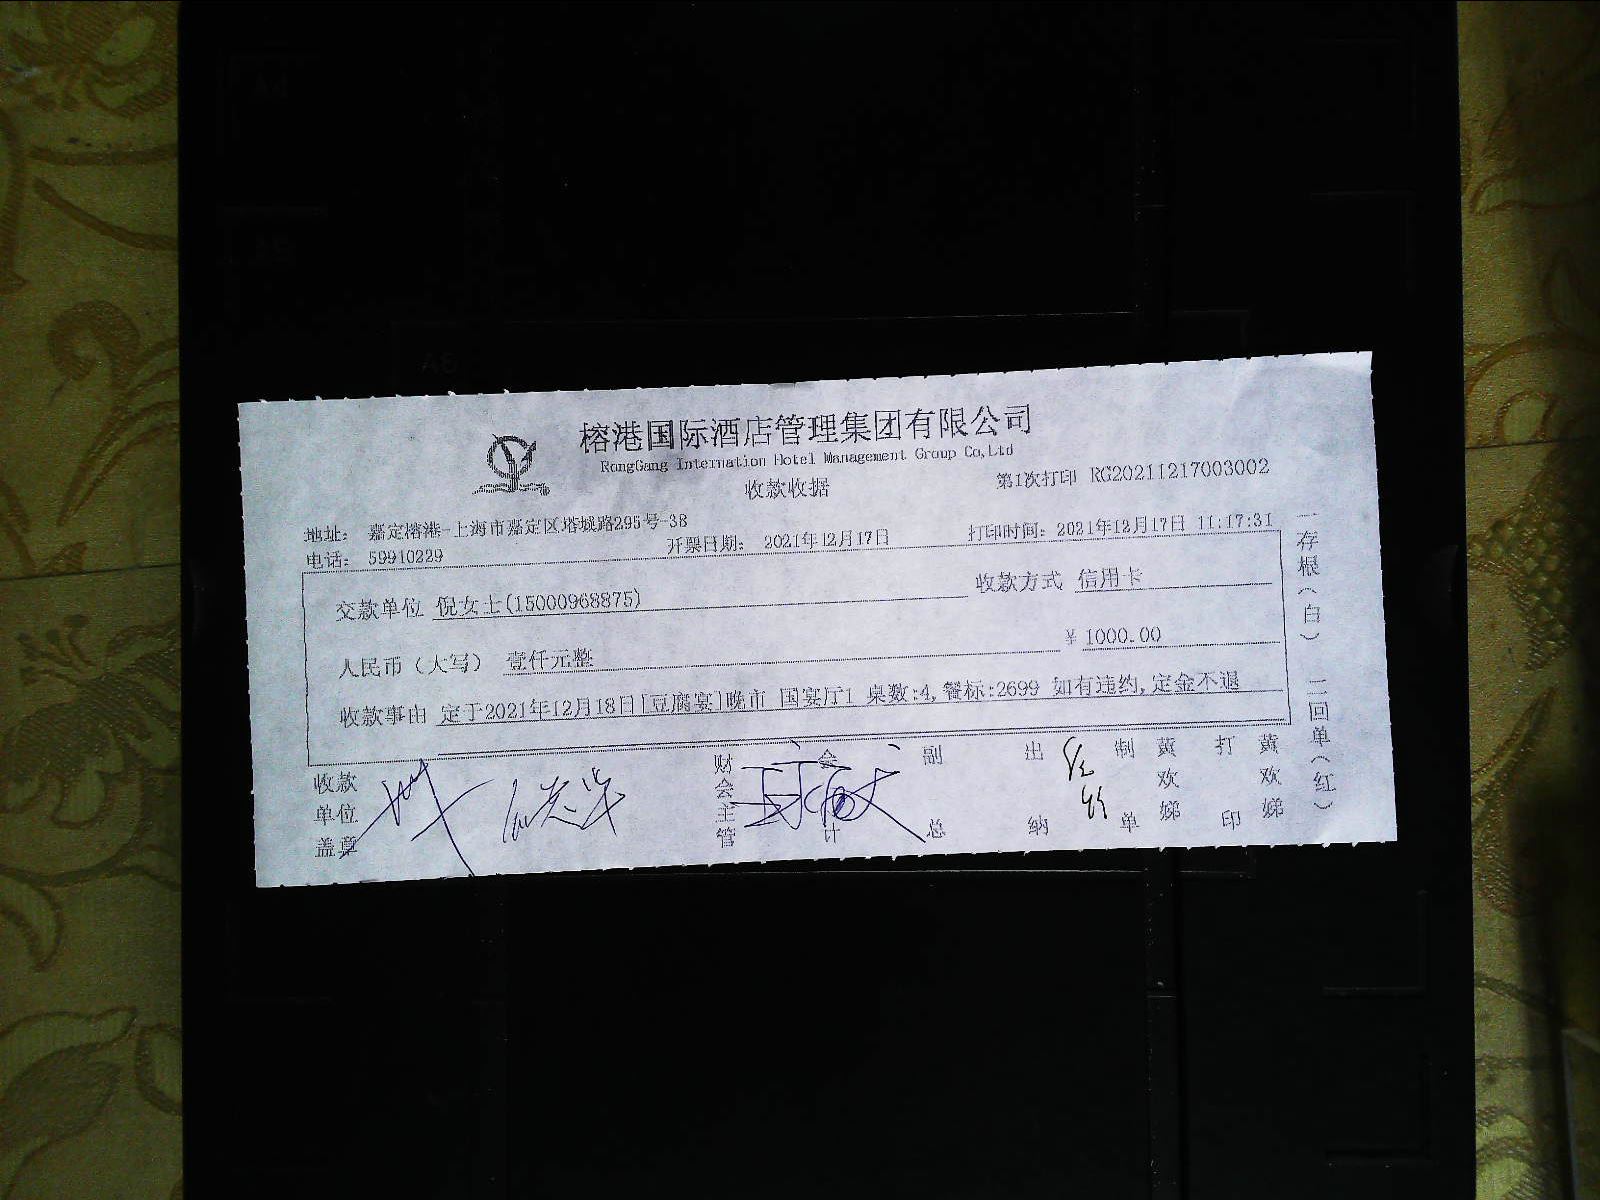 榕港国际酒店管理集团有限公司
RongGang Internation Hotel Management Group Co,Ltd
收款收据
第1次打印 RG20211217003002
地址： 嘉定榕港-上海市嘉定区塔城路295号-38
电话： 59910229
开票日期： 2021年12月17日
打印时间：2021年12月17日 11:17:31
交款单位 倪女士(15000968875)
收款方式 信用卡
人民币（大写） 壹仟元整
¥ 1000.00
收款事由 定于2021年12月18日[豆腐宴]晚市 国宴厅1 桌数:4,餐标:2699 如有违约,定金不退
收款单位盖章
财会主管
会计
副总
出纳
制单 黄欢娣
打印 黄欢娣
一存根（白） 二回单（红）